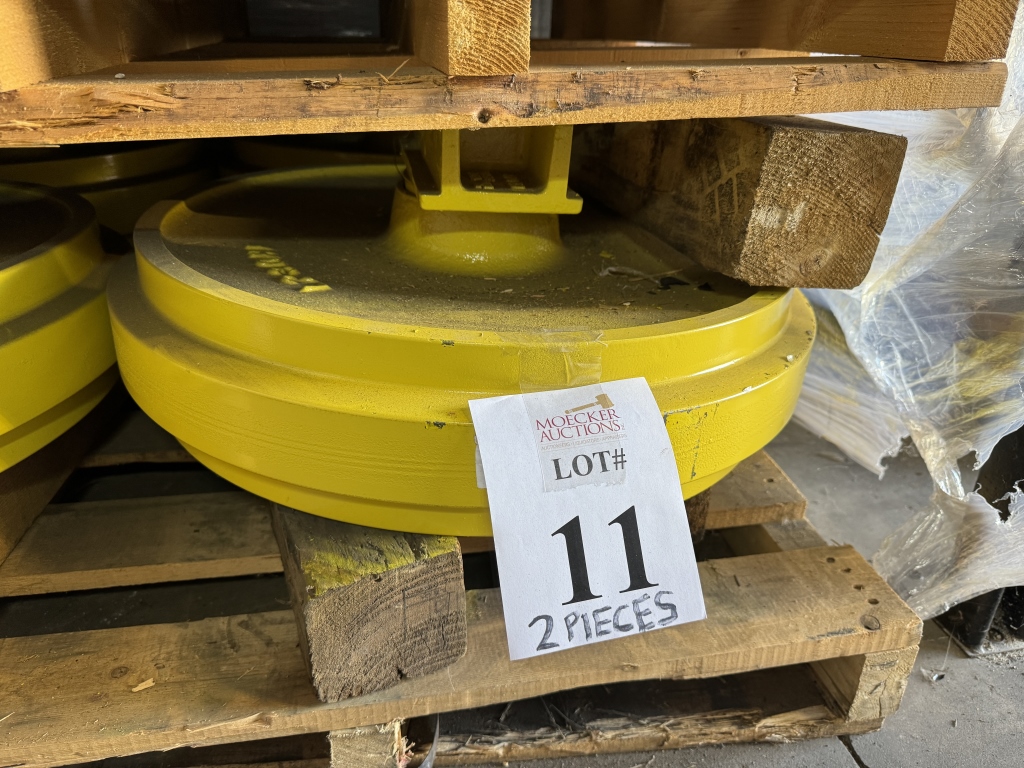 MOECKER
AUCTIONS
LOT#
11
2 PIECES